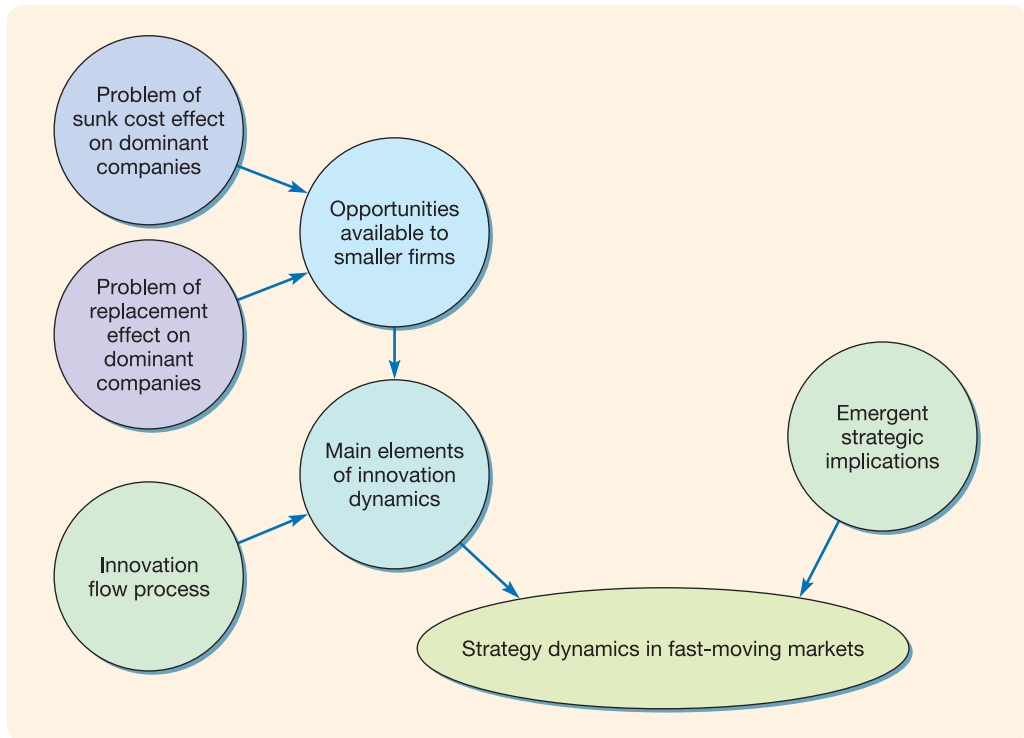 Problem of
sunk cost effect
on dominant
companies
Opportunities
available to
smaller firms
Problem of
replacement
effect on
dominant
companies
Main elements
of innovation
dynamics
Emergent
strategic
implications
Innovation
flow process
Strategy dynamics in fast-moving markets